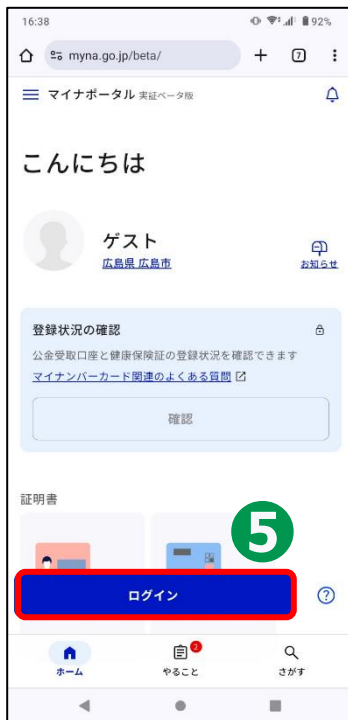 16:38
92%
myna.go.jp/beta/
7
マイナポータル 実証ベータ版
こんにちは
ゲスト
広島県 広島市
お知らせ
登録状況の確認
公金受取口座と健康保険証の登録状況を確認できます
マイナンバーカード関連のよくある質問
確認
証明書
5
ログイン
?
2
ホーム
やること
さがす